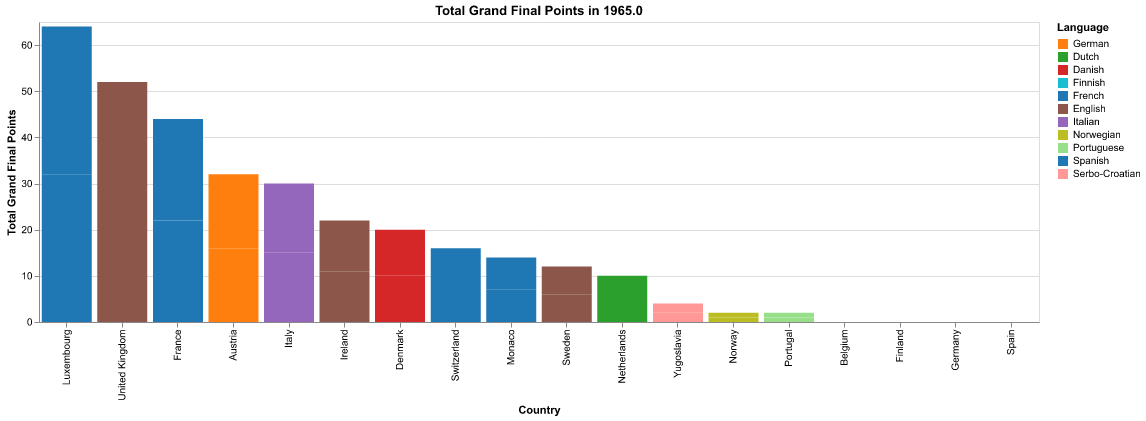 Total Grand Final Points in 1965.0
Total Grand Final Points
60
50
40
30
20
10
0
Luxembourg
United Kingdom
France
Austria
Italy
Ireland
Denmark
Switzerland
Monaco
Sweden
Netherlands
Yugoslavia
Norway
Portugal
Belgium
Finland
Germany
Spain
Country
Language
German
Dutch
Danish
Finnish
French
English
Italian
Norwegian
Portuguese
Spanish
Serbo-Croatian